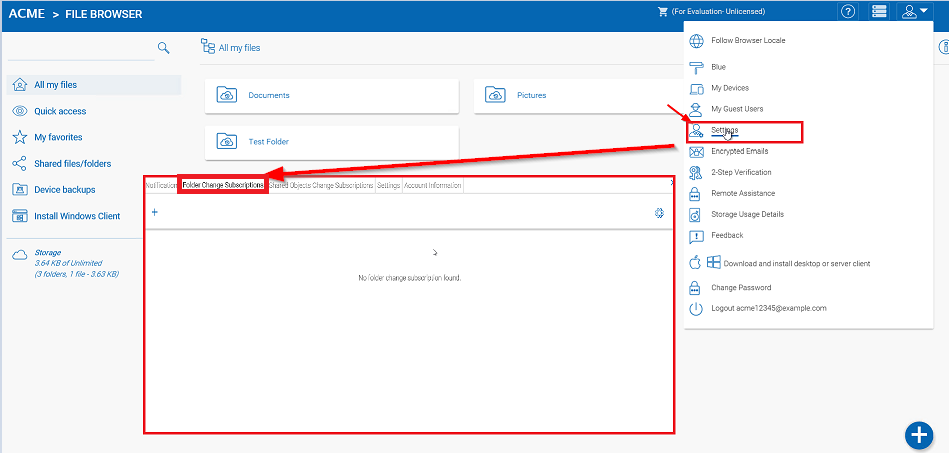 ACME > FILE BROWSER
(For Evaluation- Unlicensed)
All my files
Quick access
My favorites
Shared files/folders
Device backups
Install Windows Client
Storage
3.64 KB of Unlimited
(3 folders, 1 file - 3.63 KB)
All my files
Documents
Pictures
Test Folder
Notification
Folder Change Subscriptions
Shared Objects Change Subscriptions
Settings
Account Information
No folder change subscription found.
Follow Browser Locale
Blue
My Devices
My Guest Users
Settings
Encrypted Emails
2-Step Verification
Remote Assistance
Storage Usage Details
Feedback
Download and install desktop or server client
Change Password
Logout acme12345@example.com